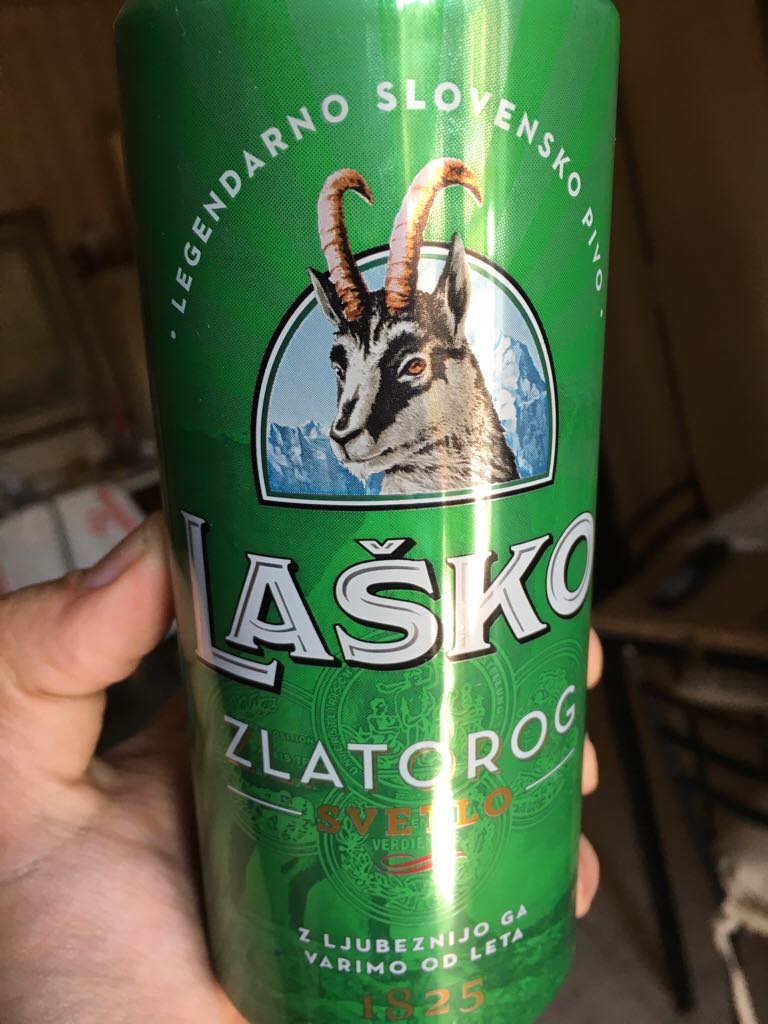 • LEGENDARNO SLOVENSKO PIVO •
LAŠKO
ZLATOROG
SVETLO
Z LJUBEZNIJO GA
VARIMO OD LETA
1825